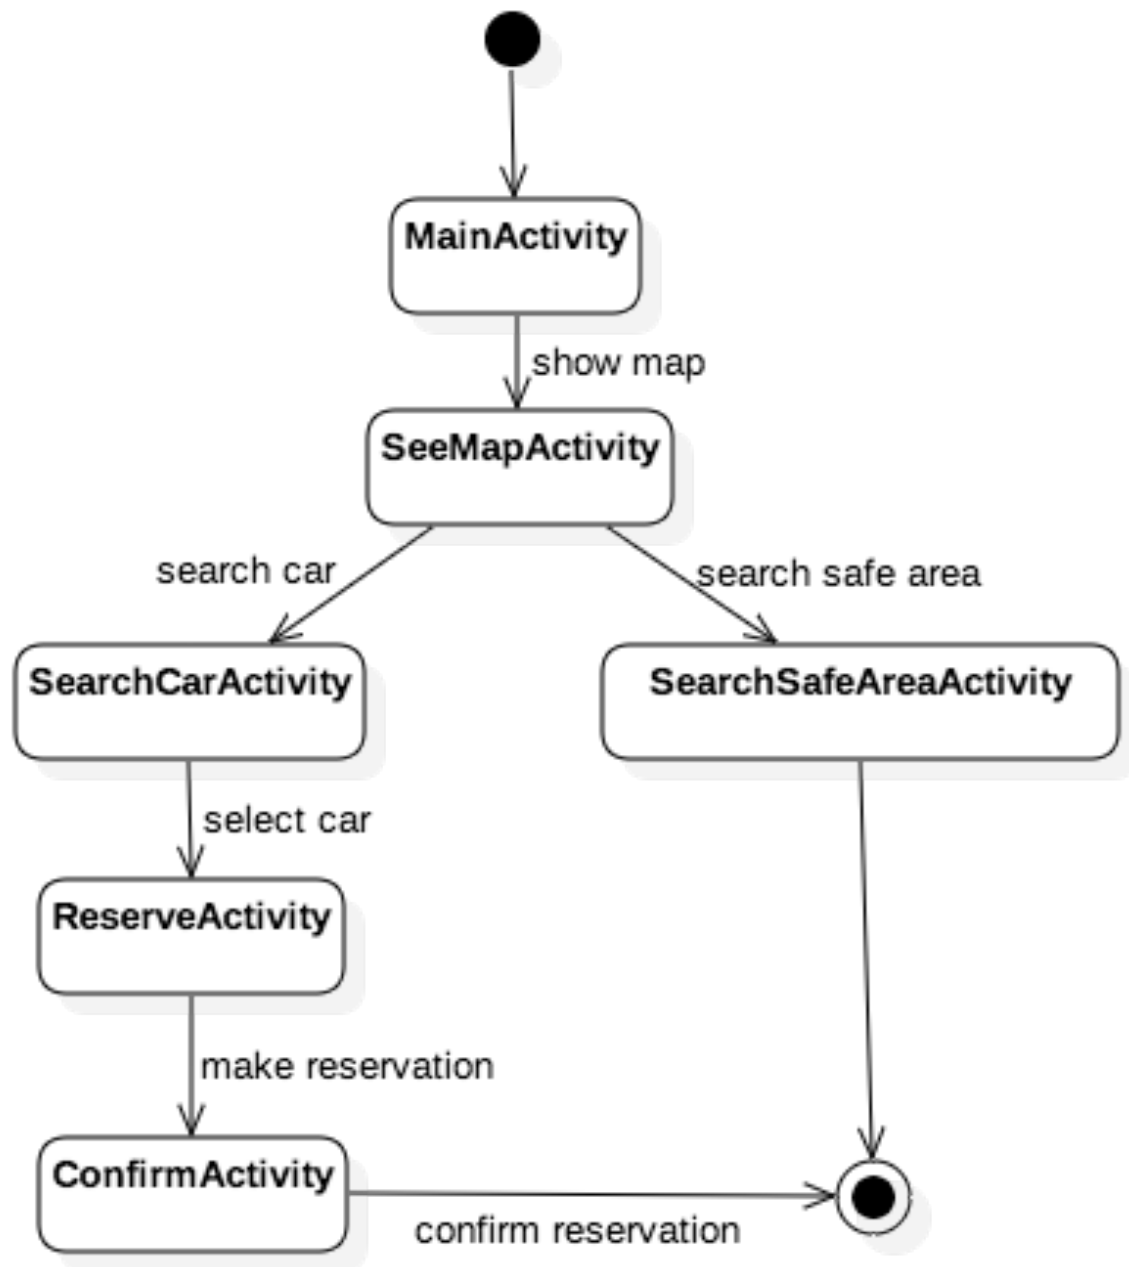 MainActivity
show map
SeeMapActivity
search car
search safe area
SearchCarActivity
SearchSafeAreaActivity
select car
ReserveActivity
make reservation
ConfirmActivity
confirm reservation